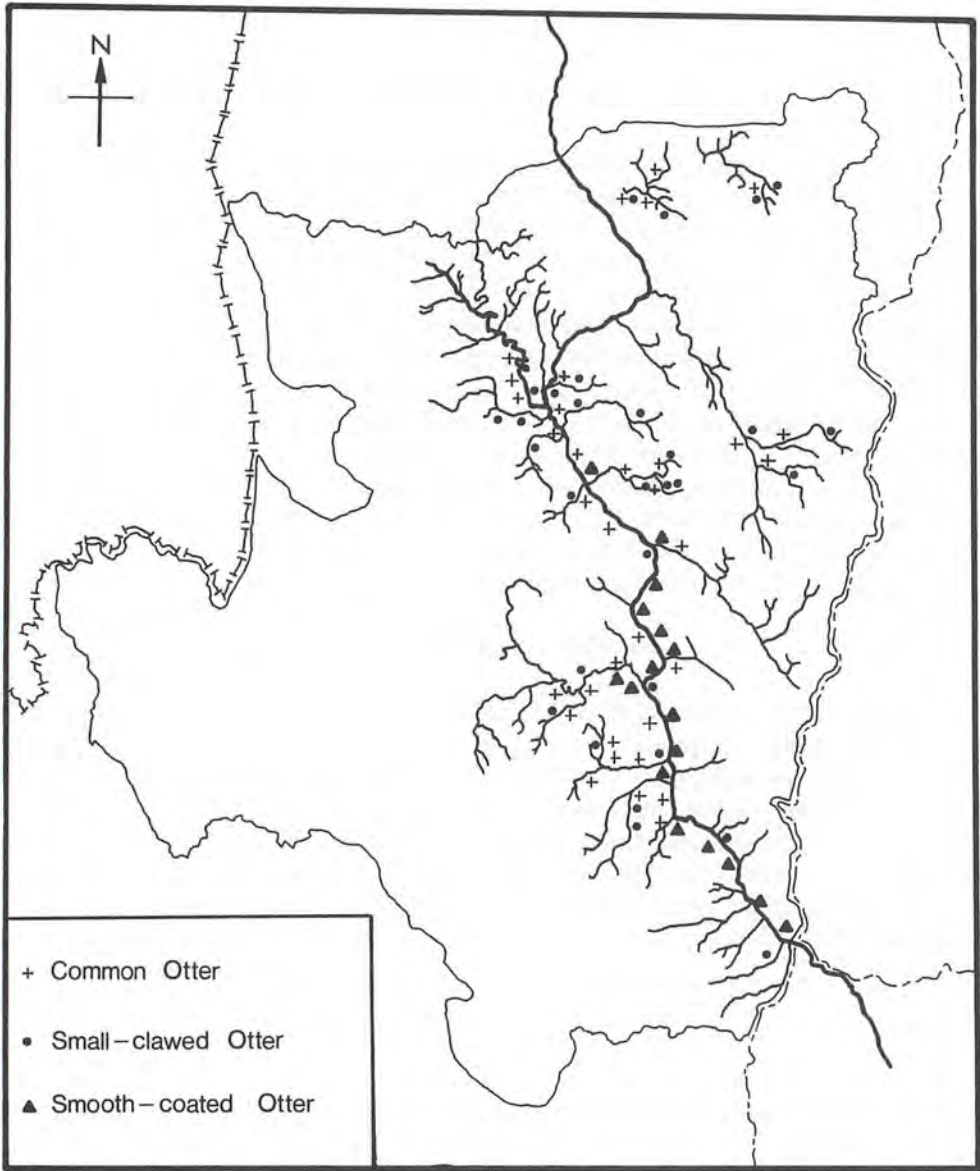 N
+ Common Otter
• Small-clawed Otter
▲ Smooth-coated Otter